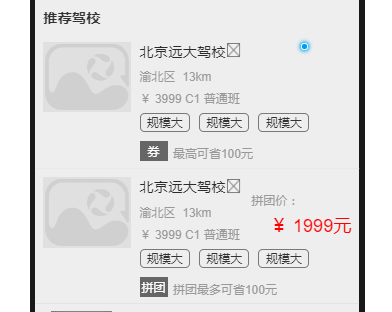 推荐驾校
北京远大驾校
渝北区 13km
￥ 3999 C1 普通班
规模大 规模大 规模大
券 最高可省100元
北京远大驾校
拼团价：
渝北区 13km
￥ 1999元
￥ 3999 C1 普通班
规模大 规模大 规模大
拼团 拼团最多可省100元